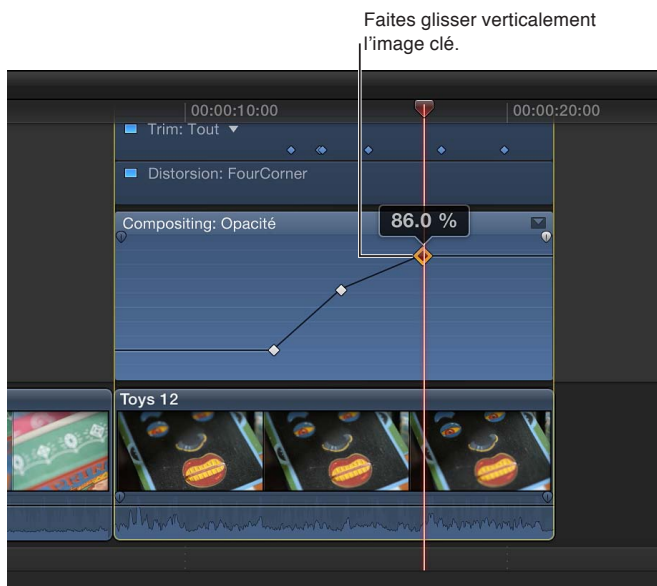 Faites glisser verticalement
l’image clé.
00:00:10:00
00:00:20:00
Trim: Tout
Distorsion: FourCorner
Compositing: Opacité
86.0 %
Toys 12